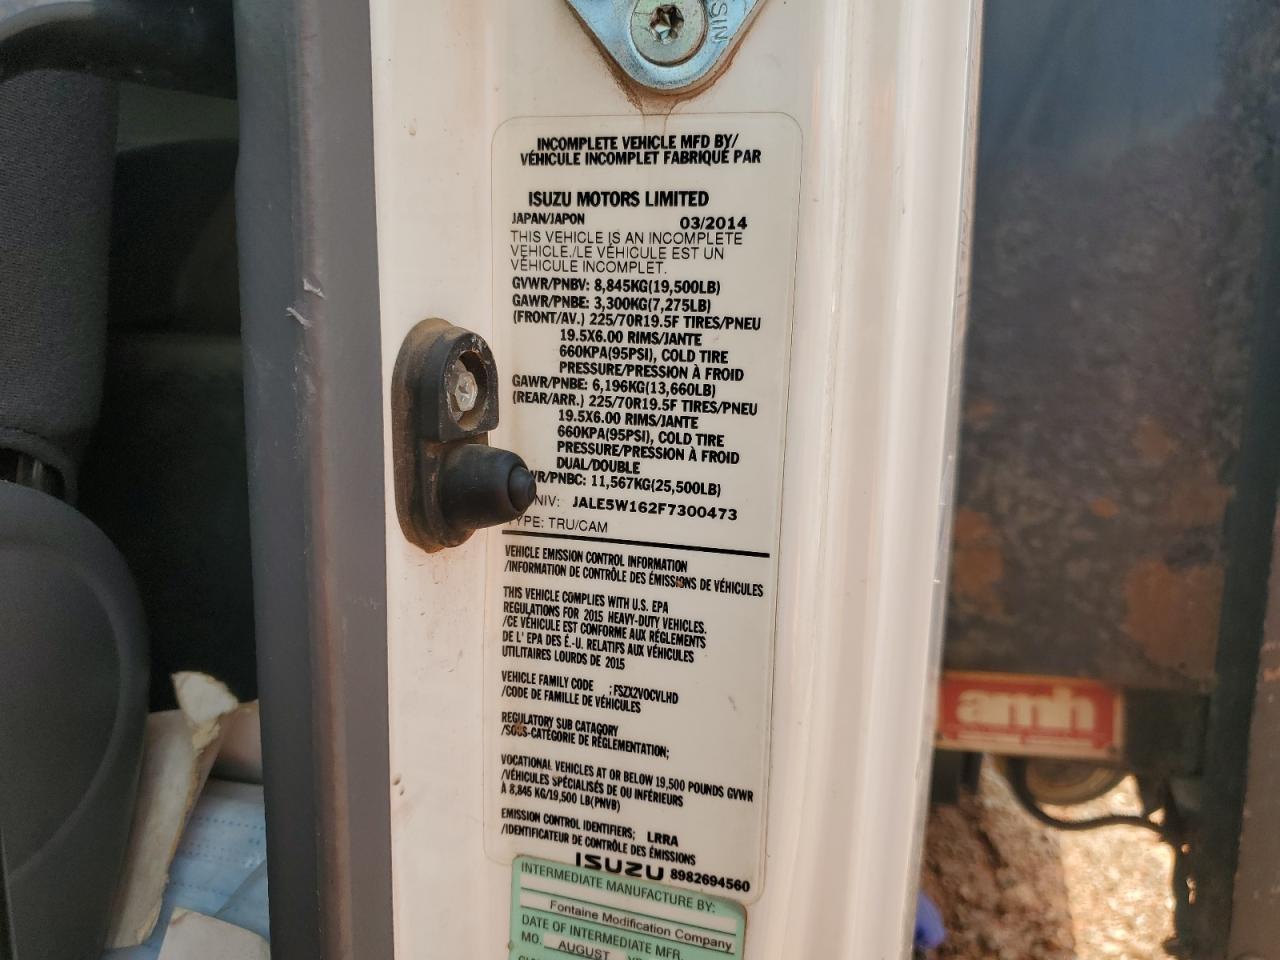 SIN
INCOMPLETE VEHICLE MFD BY/
VÉHICULE INCOMPLET FABRIQUÉ PAR
ISUZU MOTORS LIMITED
JAPAN/JAPON 03/2014
THIS VEHICLE IS AN INCOMPLETE
VEHICLE./LE VÉHICULE EST UN
VÉHICULE INCOMPLET.
GVWR/PNBV: 8,845KG(19,500LB)
GAWR/PNBE: 3,300KG(7,275LB)
(FRONT/AV.) 225/70R19.5F TIRES/PNEU
19.5X6.00 RIMS/JANTE
660KPA(95PSI), COLD TIRE
PRESSURE/PRESSION À FROID
GAWR/PNBE: 6,196KG(13,660LB)
(REAR/ARR.) 225/70R19.5F TIRES/PNEU
19.5X6.00 RIMS/JANTE
660KPA(95PSI), COLD TIRE
PRESSURE/PRESSION À FROID
DUAL/DOUBLE
WR/PNBC: 11,567KG(25,500LB)
NIV: JALE5W162F7300473
TYPE: TRU/CAM
VEHICLE EMISSION CONTROL INFORMATION
/INFORMATION DE CONTRÔLE DES ÉMISSIONS DE VÉHICULES
THIS VEHICLE COMPLIES WITH U.S. EPA
REGULATIONS FOR 2015 HEAVY-DUTY VEHICLES.
/CE VÉHICULE EST CONFORME AUX RÉGLEMENTS
DE L' EPA DES É.-U. RELATIFS AUX VÉHICULES
UTILITAIRES LOURDS DE 2015
VEHICLE FAMILY CODE ;FSZX2VOCVLHD
/CODE DE FAMILLE DE VÉHICULES
REGULATORY SUB CATAGORY
/SOUS-CATÉGORIE DE RÉGLEMENTATION;
VOCATIONAL VEHICLES AT OR BELOW 19,500 POUNDS GVWR
/VÉHICULES SPÉCIALISÉS DE OU INFÉRIEURS
À 8,845 KG/19,500 LB(PNVB)
EMISSION CONTROL IDENTIFIERS; LRRA
/IDENTIFICATEUR DE CONTRÔLE DES ÉMISSIONS
ISUZU 8982694560
INTERMEDIATE MANUFACTURE BY:
Fontaine Modification Company
DATE OF INTERMEDIATE MFR.
MO. AUGUST
amh